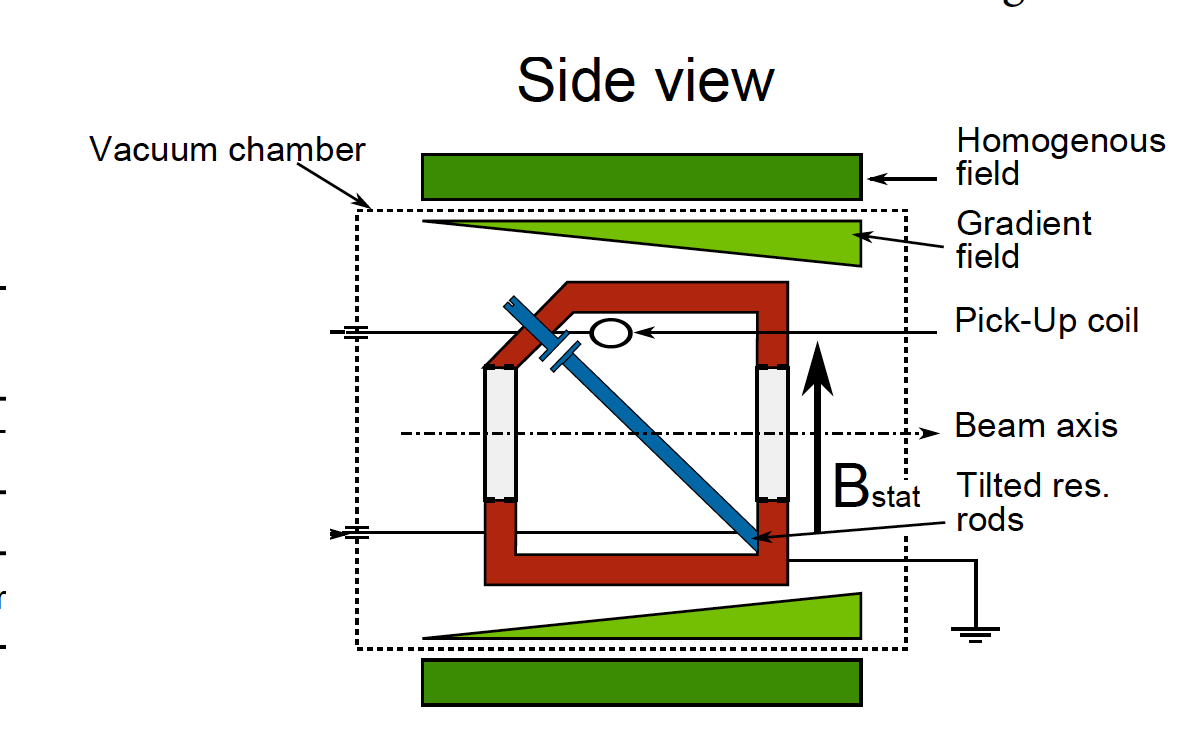 Side view
Vacuum chamber
Homogenous
field
Gradient
field
Pick-Up coil
Beam axis
Bstat
Tilted res.
rods